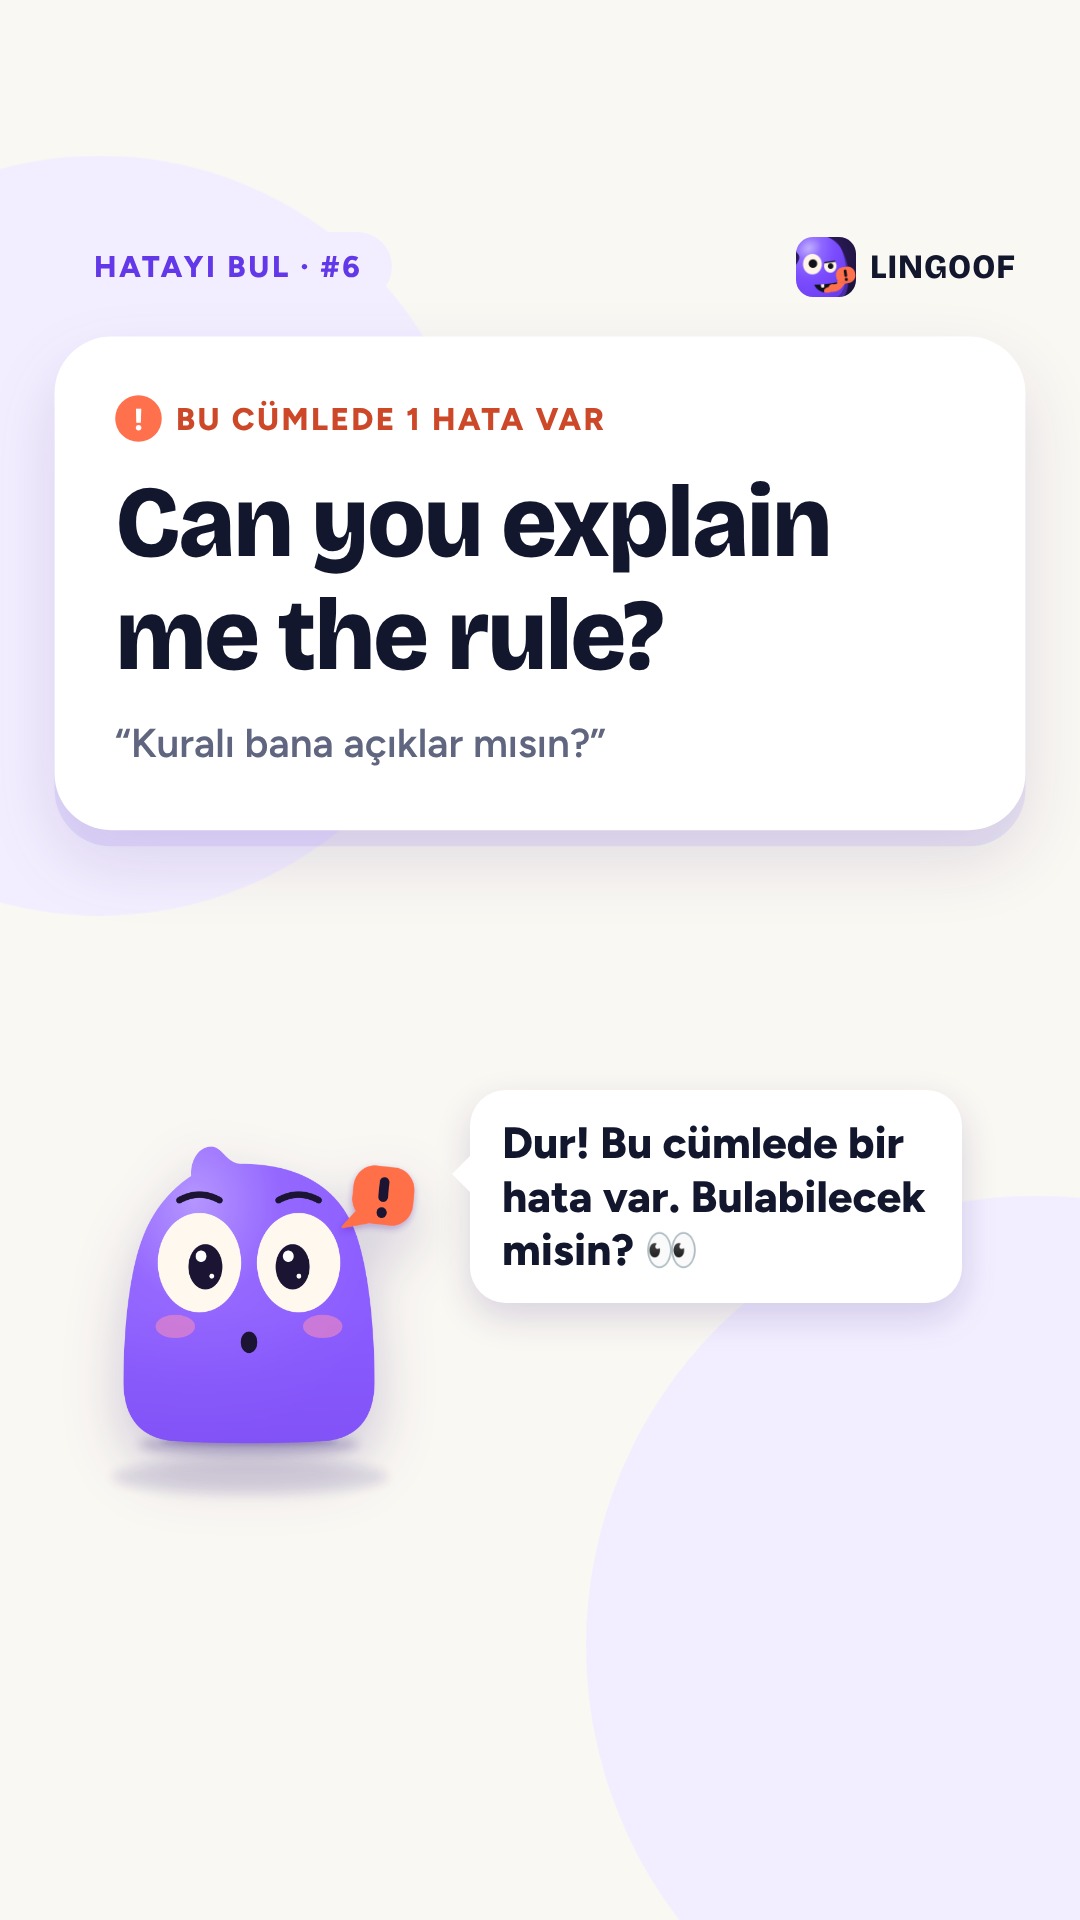 HATAYI BUL · #6
LINGOOF
! BU CÜMLEDE 1 HATA VAR
Can you explain
me the rule?
“Kuralı bana açıklar mısın?”
Dur! Bu cümlede bir
hata var. Bulabilecek
misin? 👀
!